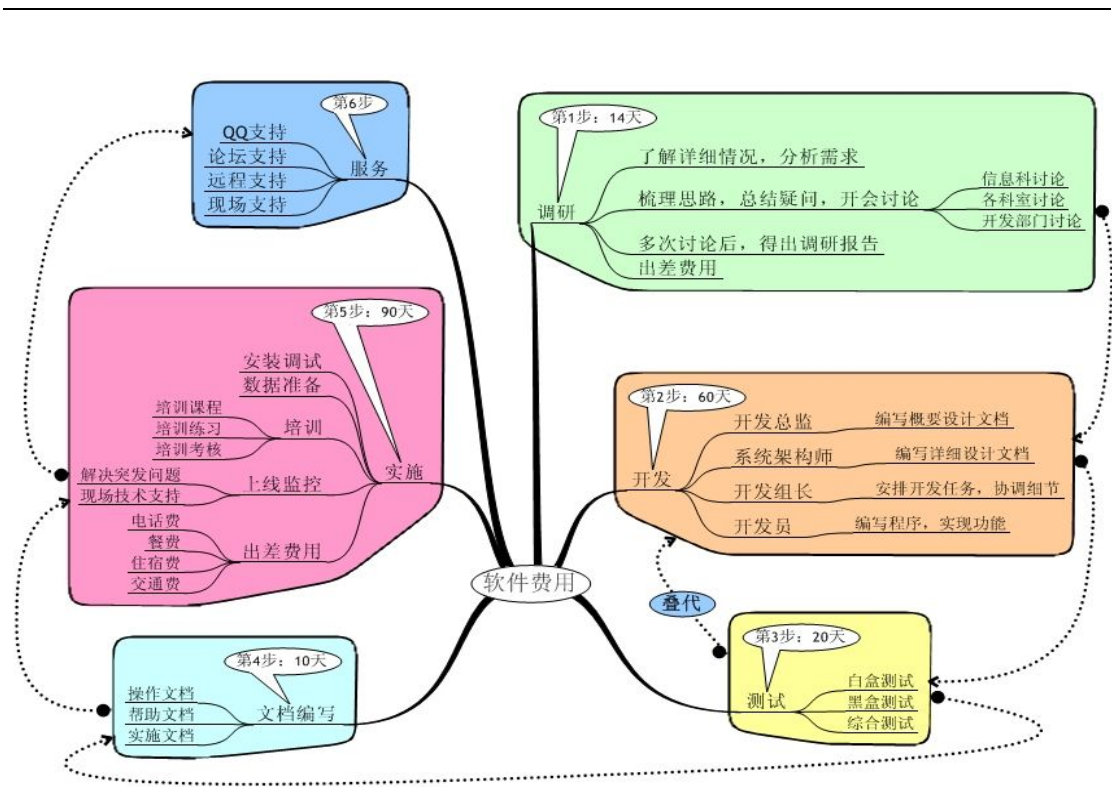 软件费用
第1步：14天
调研
了解详细情况，分析需求
梳理思路，总结疑问，开会讨论
信息科讨论
各科室讨论
开发部门讨论
多次讨论后，得出调研报告
出差费用
第2步：60天
开发
开发总监
编写概要设计文档
系统架构师
编写详细设计文档
开发组长
安排开发任务，协调细节
开发员
编写程序，实现功能
叠代
第3步：20天
测试
白盒测试
黑盒测试
综合测试
第4步：10天
文档编写
操作文档
帮助文档
实施文档
第5步：90天
实施
安装调试
数据准备
培训
培训课程
培训练习
培训考核
上线监控
解决突发问题
现场技术支持
出差费用
电话费
餐费
住宿费
交通费
第6步
服务
QQ支持
论坛支持
远程支持
现场支持